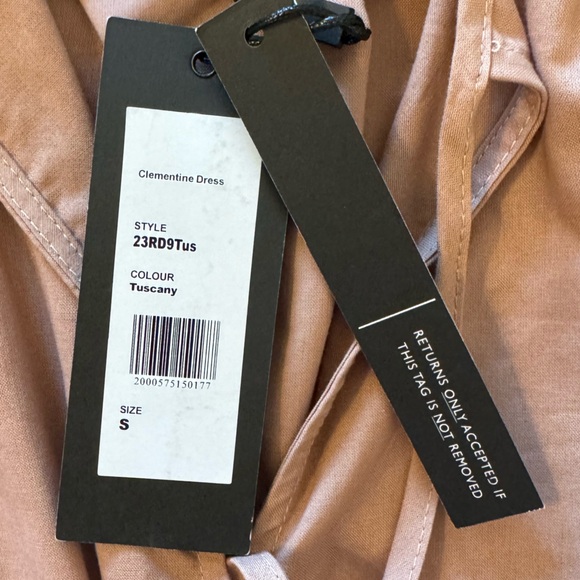 Clementine Dress
STYLE
23RD9Tus
COLOUR
Tuscany
2000575150177
SIZE
S
RETURNS ONLY ACCEPTED IF
THIS TAG IS NOT REMOVED